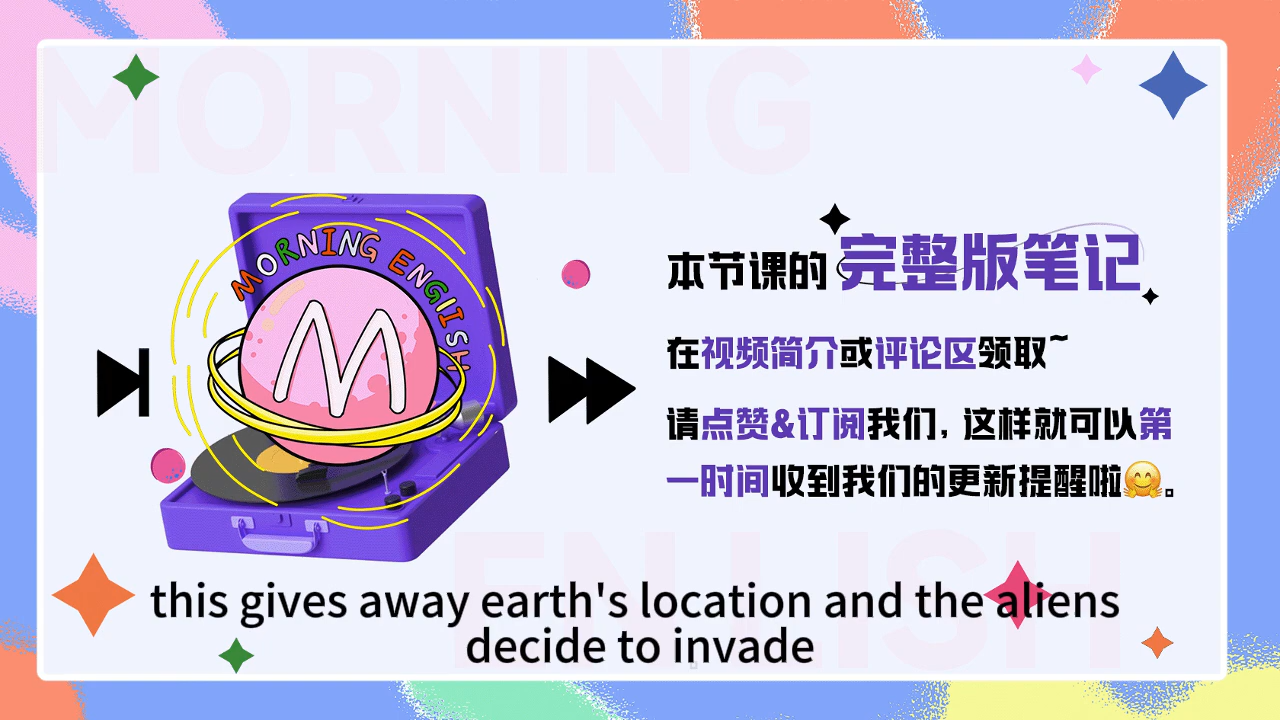 MORNING
MORNING ENGLISH
M
本节课的 完整版笔记
在视频简介或评论区领取~
请点赞&订阅我们，这样就可以第
一时间收到我们的更新提醒啦🤗。
ENGLISH
this gives away earth's location and the aliens
decide to invade